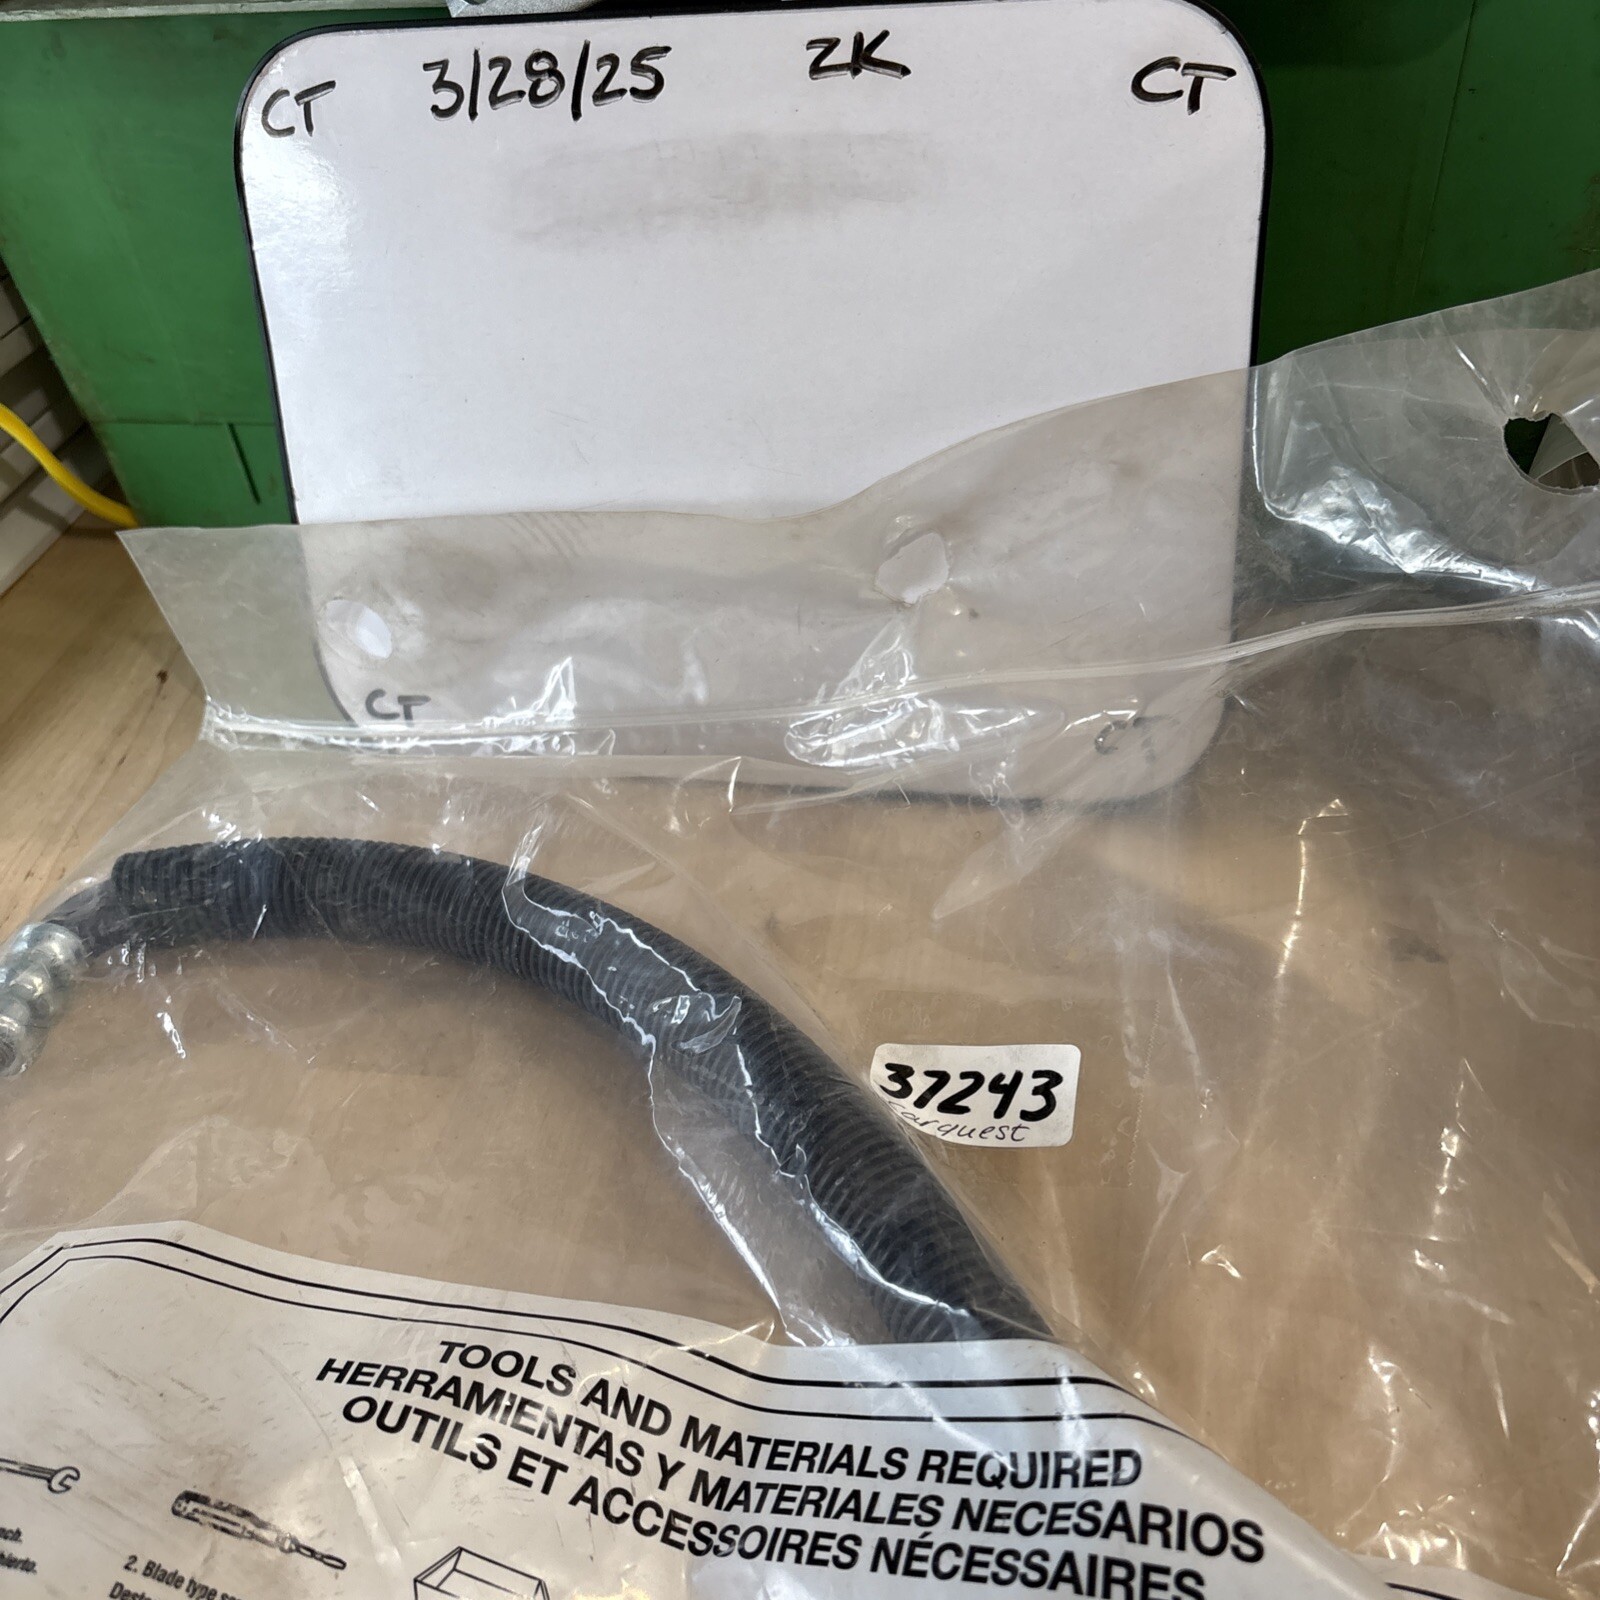 CT 3/28/25 ZK CT
CT CT
37243
carquest
TOOLS AND MATERIALS REQUIRED
HERRAMIENTAS Y MATERIALES NECESARIOS
OUTILS ET ACCESSOIRES NÉCESSAIRES
2. Blade type